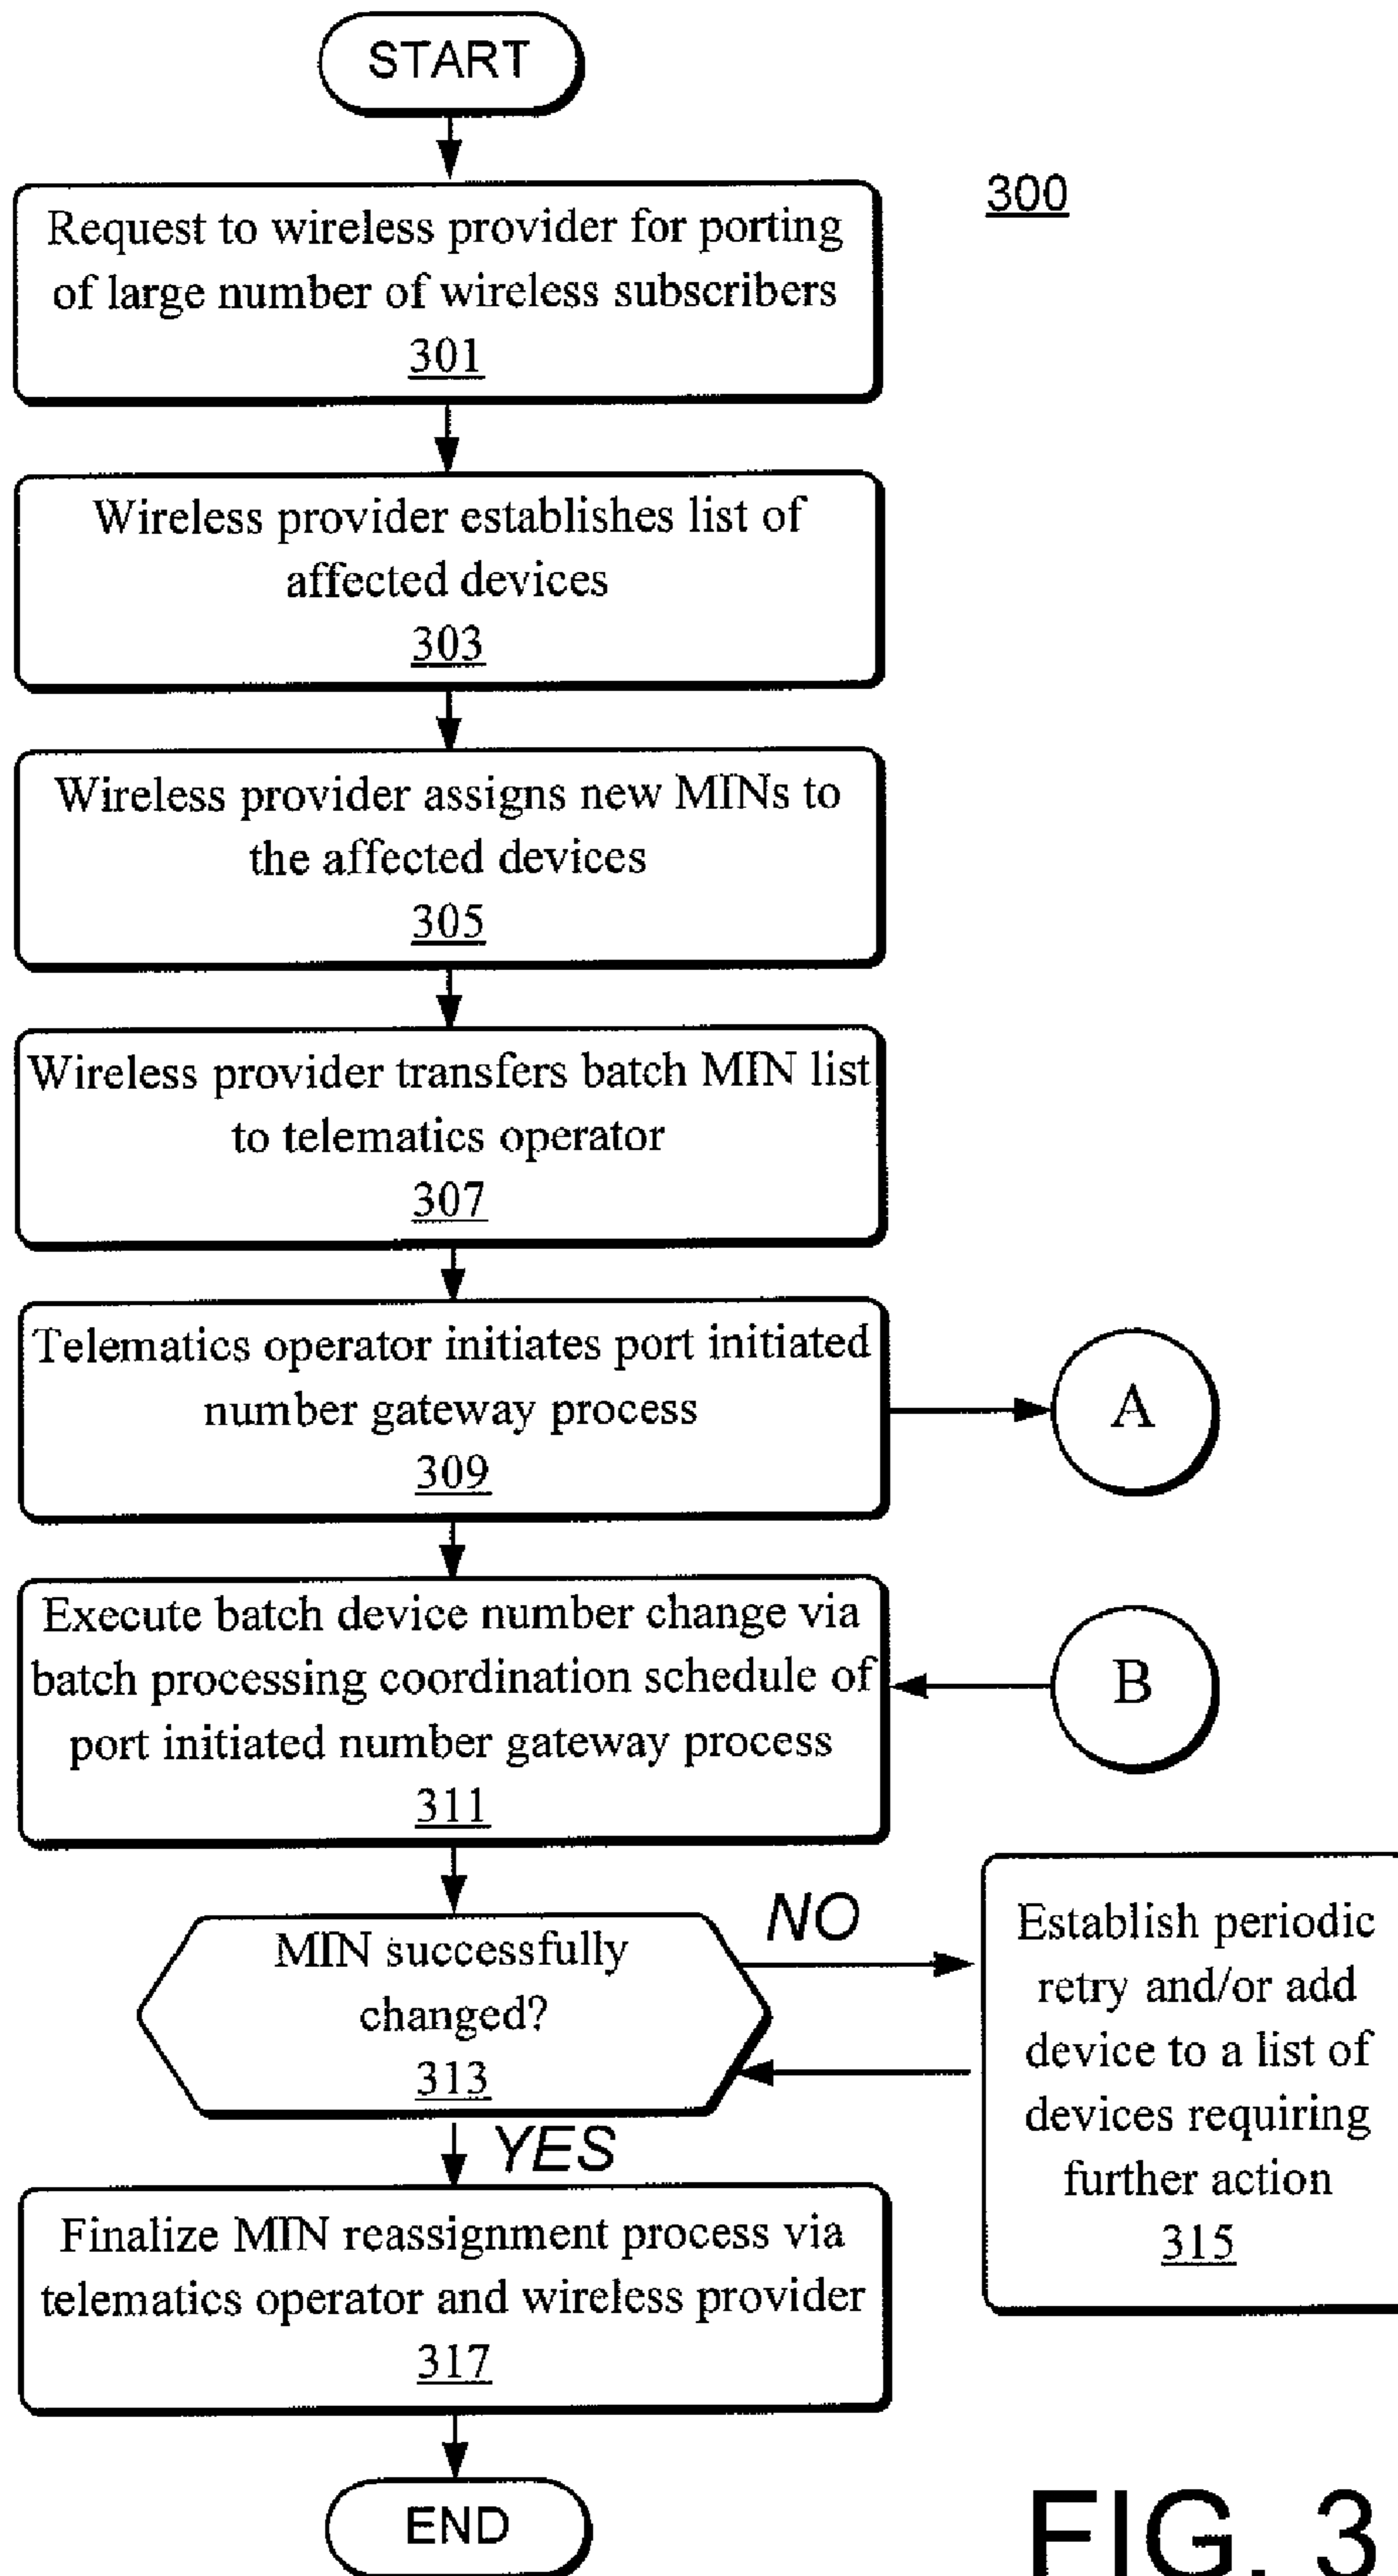 START
300
Request to wireless provider for porting
of large number of wireless subscribers
301
Wireless provider establishes list of
affected devices
303
Wireless provider assigns new MINs to
the affected devices
305
Wireless provider transfers batch MIN list
to telematics operator
307
Telematics operator initiates port initiated
number gateway process
309
A
Execute batch device number change via
batch processing coordination schedule of
port initiated number gateway process
311
B
MIN successfully
changed?
313
NO
Establish periodic
retry and/or add
device to a list of
devices requiring
further action
315
YES
Finalize MIN reassignment process via
telematics operator and wireless provider
317
END
FIG. 3